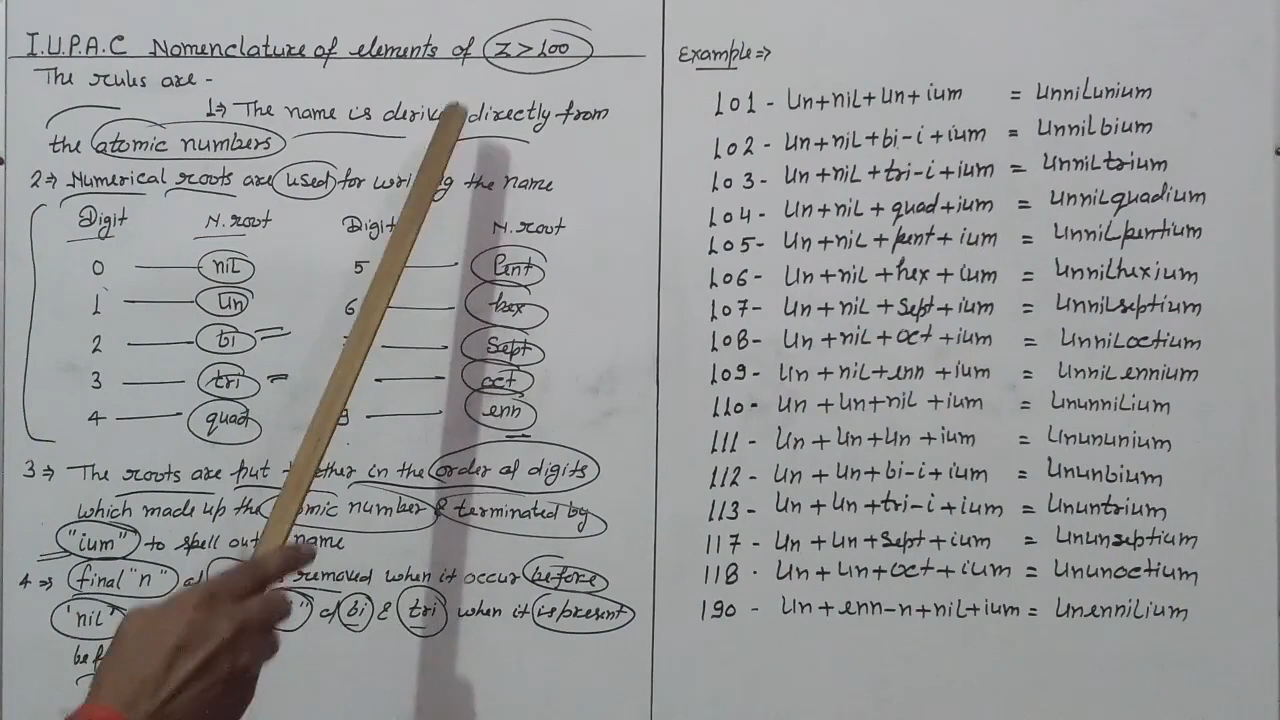 I.U.P.A.C Nomenclature of elements of Z > 100
The rules are -
1⇒ The name is directly from
the atomic numbers
2⇒ Numerical roots are used for the name
Digit N.root Digit N.root
0 — nil 5 — Pent
1 — Un 6 — hex
2 — bi — Sept
3 — tri — oct
4 — quad 9 — enn
3⇒ The roots are put in the order of digits
which made up the number & terminated by
"ium" to spell out name
4⇒ final "n" of removed when it occur before
'nil' of bi & tri when it is present
Example⇒
101 - Un+nil+Un+ium = Unnilunium
102 - Un+nil+bi-i+ium = Unnilbium
103 - Un+nil+tri-i+ium = Unniltrium
104 - Un+nil+quad+ium = Unnilquadium
105 - Un+nil+pent+ium = Unnilpentium
106 - Un+nil+hex+ium = Unnilhexium
107 - Un+nil+Sept+ium = Unnilseptium
108 - Un+nil+oct+ium = Unniloctium
109 - Un+nil+enn+ium = Unnilennium
110 - Un+Un+nil+ium = Ununnilium
111 - Un+Un+Un+ium = Unununium
112 - Un+Un+bi-i+ium = Ununbium
113 - Un+Un+tri-i+ium = Ununtrium
117 - Un+Un+Sept+ium = Ununseptium
118 - Un+Un+oct+ium = Ununoctium
190 - Un+enn-n+nil+ium = Unennilium